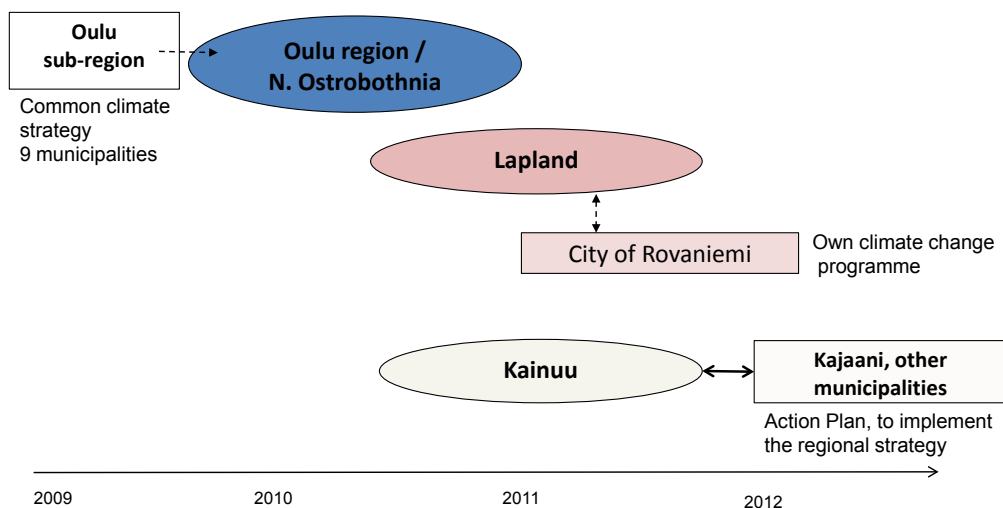 Oulu
sub-region
Oulu region /
N. Ostrobothnia
Common climate
strategy
9 municipalities
Lapland
City of Rovaniemi
Own climate change
programme
Kainuu
Kajaani, other
municipalities
Action Plan, to implement
the regional strategy
2009
2010
2011
2012